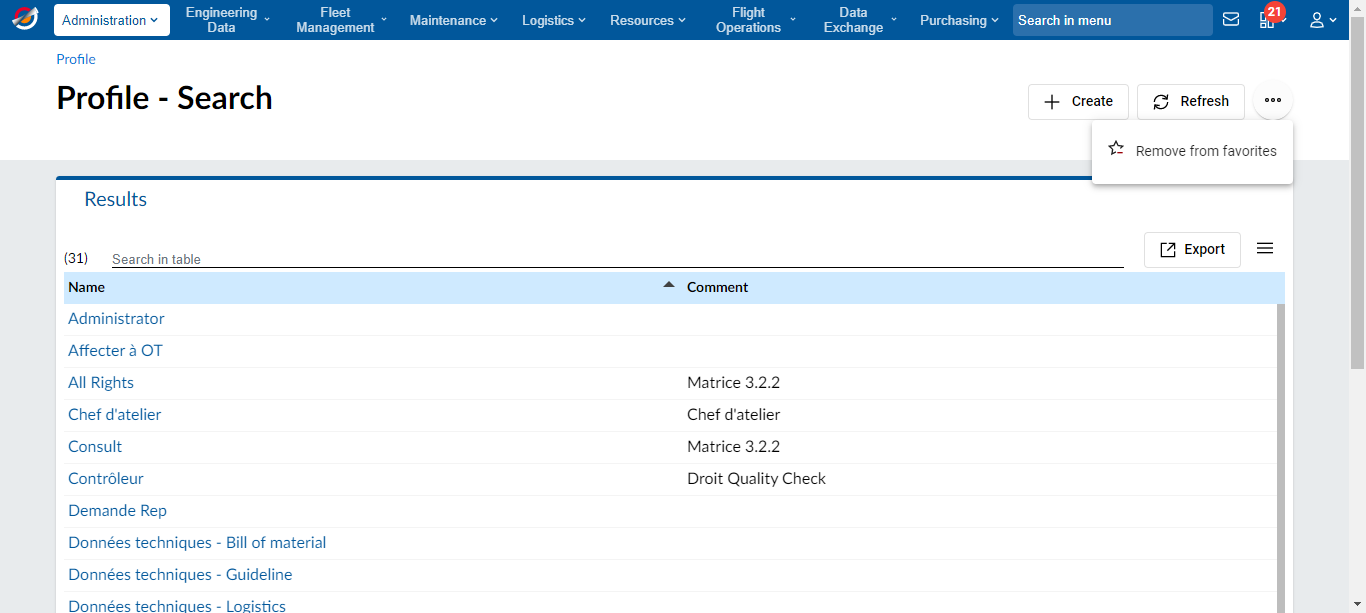 Administration
Engineering
Data
Fleet
Management
Maintenance
Logistics
Resources
Flight
Operations
Data
Exchange
Purchasing
Search in menu
21
Profile
Profile - Search
Create
Refresh
Remove from favorites
Results
(31)
Search in table
Export
Name
Comment
Administrator
Affecter à OT
All Rights
Matrice 3.2.2
Chef d'atelier
Chef d'atelier
Consult
Matrice 3.2.2
Contrôleur
Droit Quality Check
Demande Rep
Données techniques - Bill of material
Données techniques - Guideline
Données techniques - Logistics